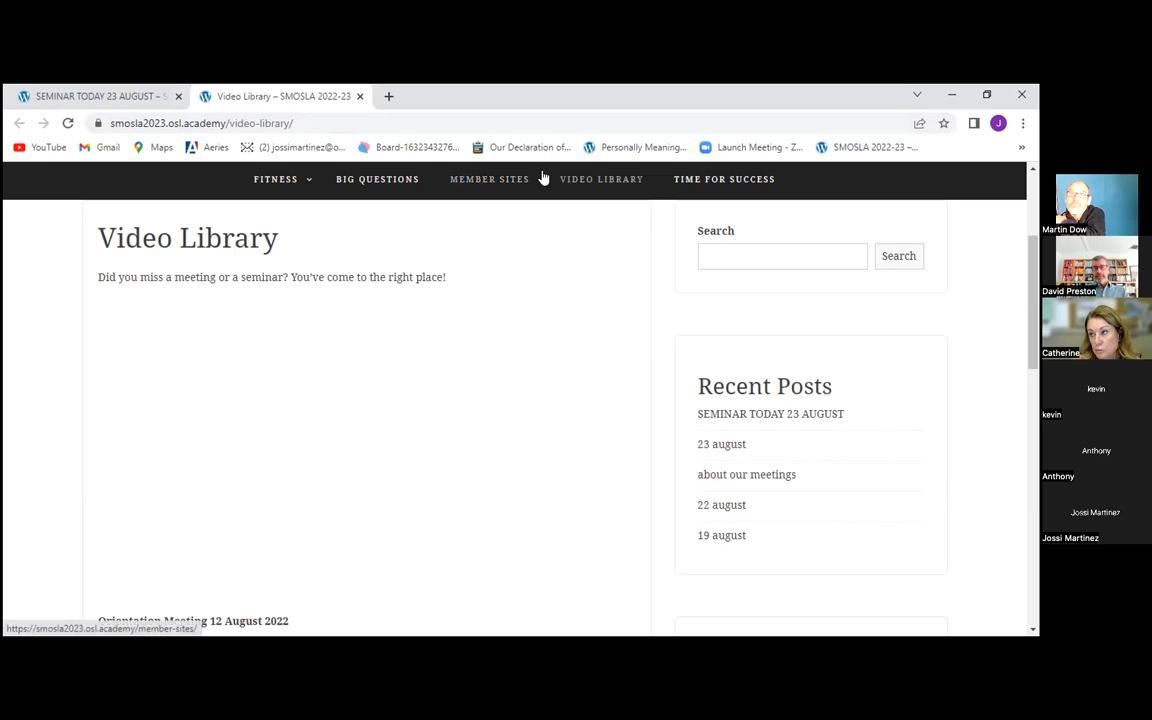 SEMINAR TODAY 23 AUGUST – S
Video Library – SMOSLA 2022-23
smosla2023.osl.academy/video-library/
YouTube
Gmail
Maps
Aeries
(2) jossimartinez@o...
Board-1632343276...
Our Declaration of...
Personally Meaning...
Launch Meeting - Z...
SMOSLA 2022-23 –...
J
»
FITNESS
BIG QUESTIONS
MEMBER SITES
VIDEO LIBRARY
TIME FOR SUCCESS
Video Library
Did you miss a meeting or a seminar? You've come to the right place!
Orientation Meeting 12 August 2022
https://smosla2023.osl.academy/member-sites/
Search
Search
Recent Posts
SEMINAR TODAY 23 AUGUST
23 august
about our meetings
22 august
19 august
Martin Dow
David Preston
Catherine
kevin
kevin
Anthony
Anthony
Jossi Martinez
Jossi Martinez